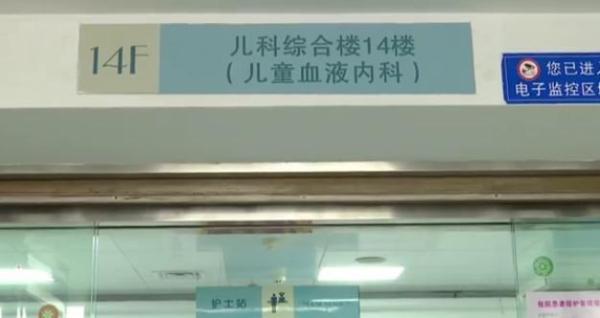 14F
儿科综合楼14楼
（儿童血液内科）
您已进入
电子监控区
护士站